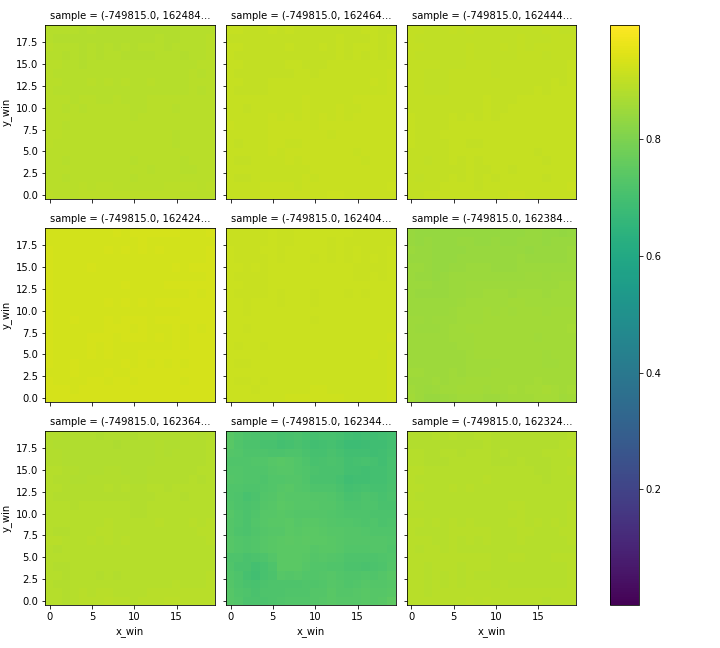 sample = (-749815.0, 162484...
sample = (-749815.0, 162464...
sample = (-749815.0, 162444...
17.5
15.0
12.5
10.0
7.5
5.0
2.5
0.0
y_win
sample = (-749815.0, 162424...
sample = (-749815.0, 162404...
sample = (-749815.0, 162384...
17.5
15.0
12.5
10.0
7.5
5.0
2.5
0.0
y_win
sample = (-749815.0, 162364...
sample = (-749815.0, 162344...
sample = (-749815.0, 162324...
17.5
15.0
12.5
10.0
7.5
5.0
2.5
0.0
y_win
0 5 10 15
0 5 10 15
0 5 10 15
x_win
x_win
x_win
0.8
0.6
0.4
0.2